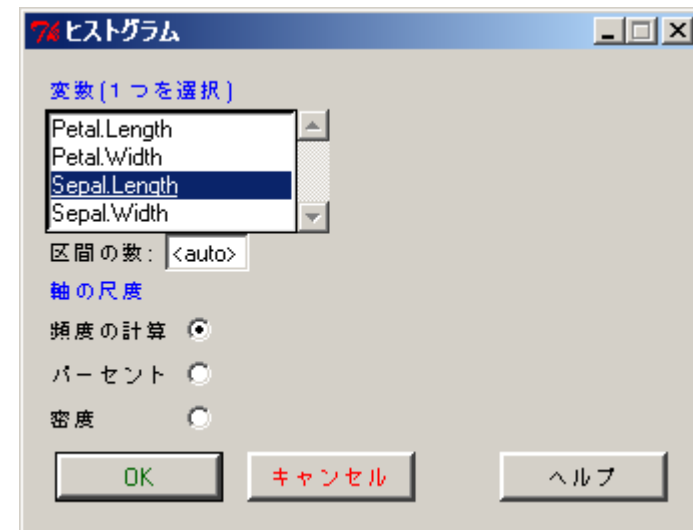 ヒストグラム
変数(1つを選択)
Petal.Length
Petal.Width
Sepal.Length
Sepal.Width
区間の数: <auto>
軸の尺度
頻度の計算
パーセント
密度
OK キャンセル ヘルプ